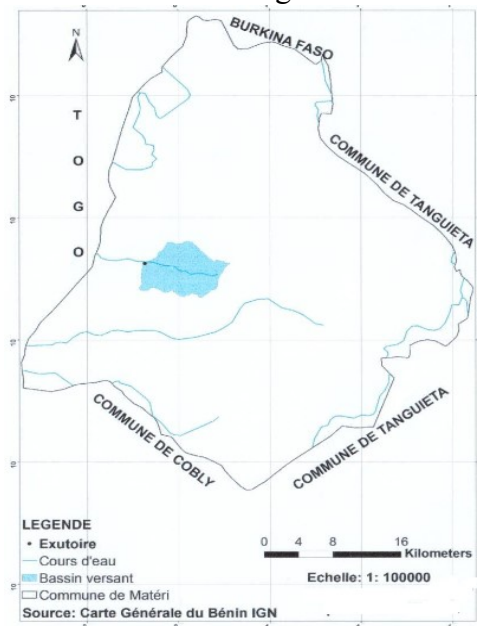 N
BURKINA FASO
T
O
G
O
COMMUNE DE TANGUIETA
COMMUNE DE COBLY
COMMUNE DE TANGUIETA
LEGENDE
Exutoire
Cours d'eau
Bassin versant
Commune de Matéri
0 4 8 16
Kilometers
Echelle: 1: 100000
Source: Carte Générale du Bénin IGN